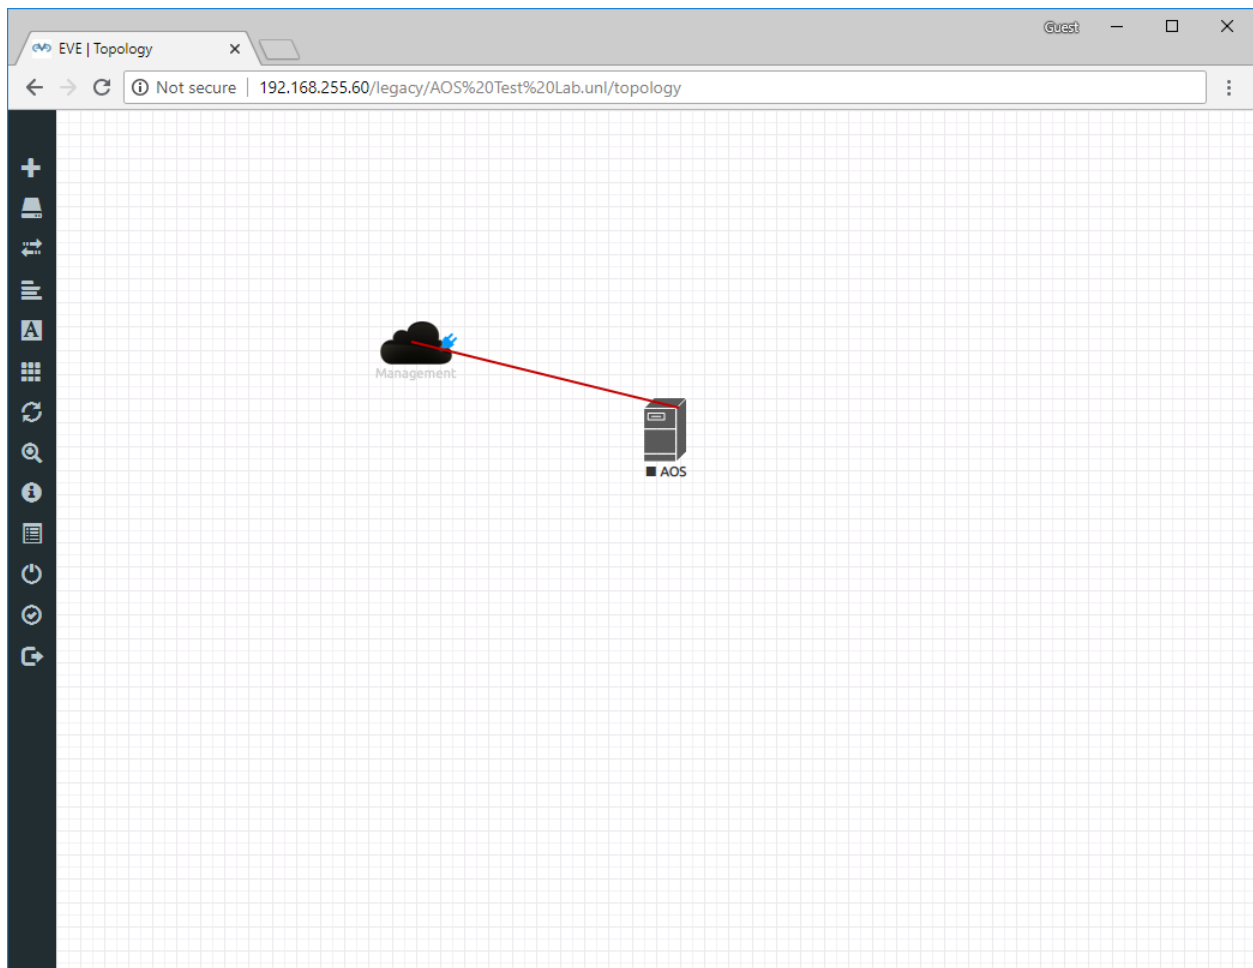 Guest
EVE | Topology
Not secure 192.168.255.60/legacy/AOS%20Test%20Lab.unl/topology
A
Management
AOS